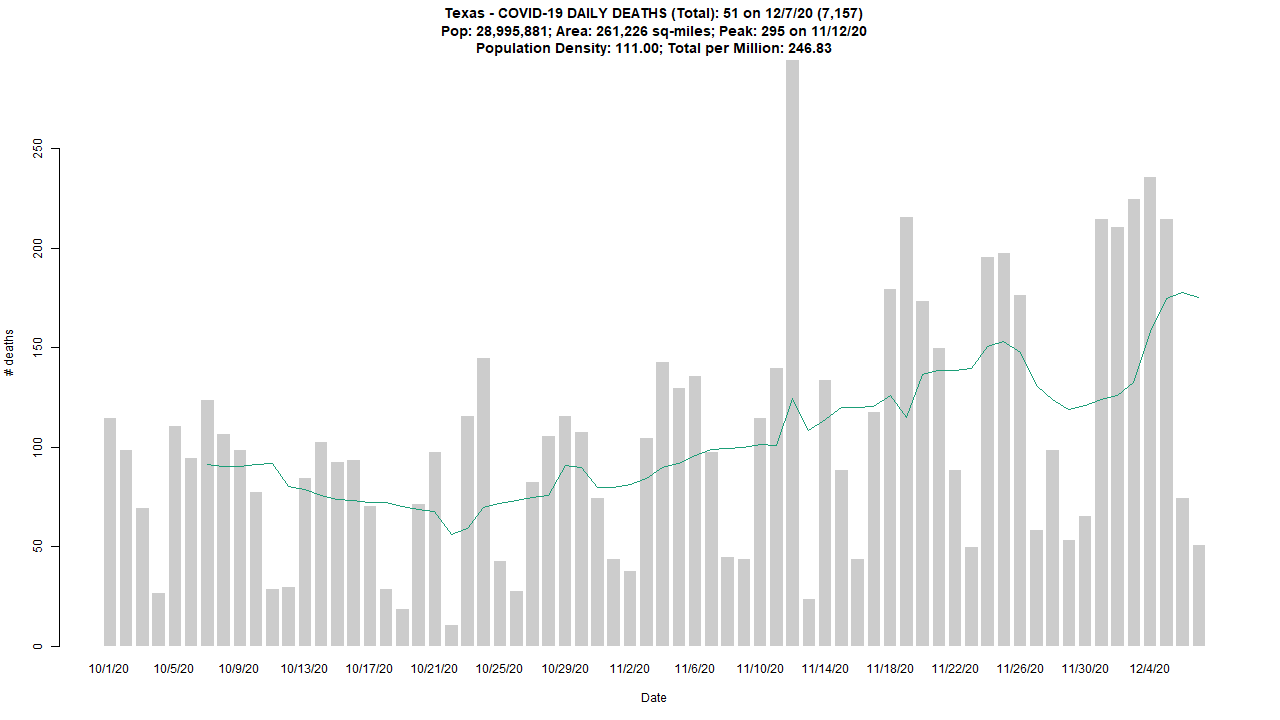 Texas - COVID-19 DAILY DEATHS (Total): 51 on 12/7/20 (7,157)
Pop: 28,995,881; Area: 261,226 sq-miles; Peak: 295 on 11/12/20
Population Density: 111.00; Total per Million: 246.83
250
200
150
100
50
0
# deaths
10/1/20 10/5/20 10/9/20 10/13/20 10/17/20 10/21/20 10/25/20 10/29/20 11/2/20 11/6/20 11/10/20 11/14/20 11/18/20 11/22/20 11/26/20 11/30/20 12/4/20
Date